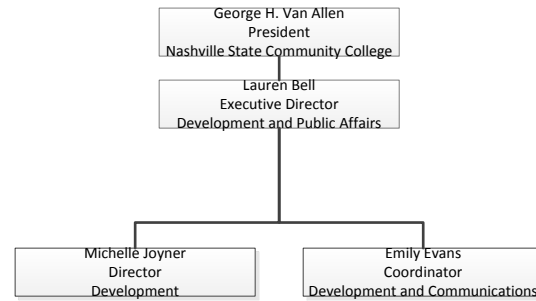 George H. Van Allen
President
Nashville State Community College
Lauren Bell
Executive Director
Development and Public Affairs
Michelle Joyner
Director
Development
Emily Evans
Coordinator
Development and Communications